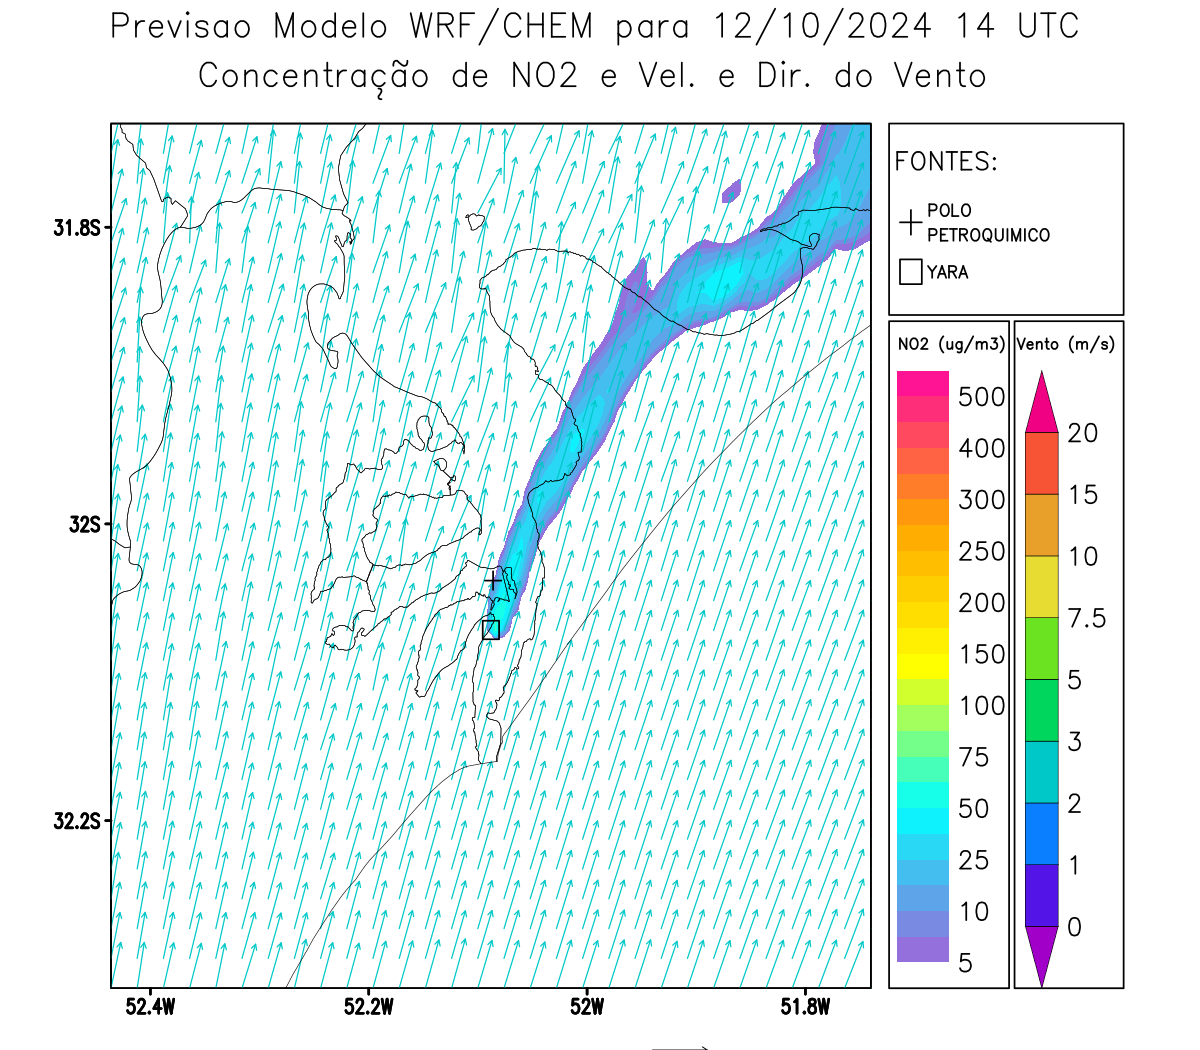 Previsao Modelo WRF/CHEM para 12/10/2024 14 UTC
Concentração de NO2 e Vel. e Dir. do Vento
FONTES:
POLO
PETROQUIMICO
YARA
NO2 (ug/m3)
500
400
300
250
200
150
100
75
50
25
10
5
Vento (m/s)
20
15
10
7.5
5
3
2
1
0
31.8S
32S
32.2S
52.4W 52.2W 52W 51.8W